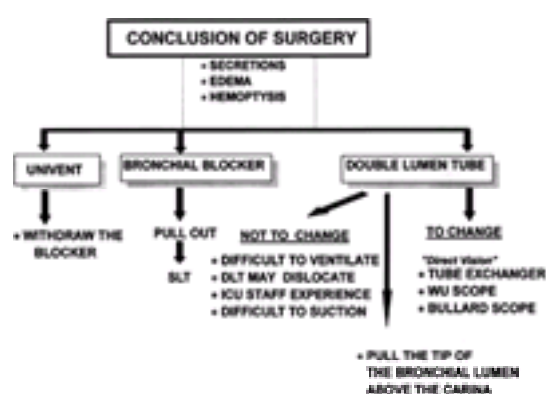 CONCLUSION OF SURGERY
+ SECRETIONS
+ EDEMA
+ HEMOPTYSIS
UNIVENT
BRONCHIAL BLOCKER
DOUBLE LUMEN TUBE
+ WITHDRAW THE
BLOCKER
PULL OUT
SLT
NOT TO CHANGE
+ DIFFICULT TO VENTILATE
+ DLT MAY DISLOCATE
+ ICU STAFF EXPERIENCE
+ DIFFICULT TO SUCTION
TO CHANGE
"Direct Vision"
+ TUBE EXCHANGER
+ WU SCOPE
+ BULLARD SCOPE
+ PULL THE TIP OF
THE BRONCHIAL LUMEN
ABOVE THE CARINA